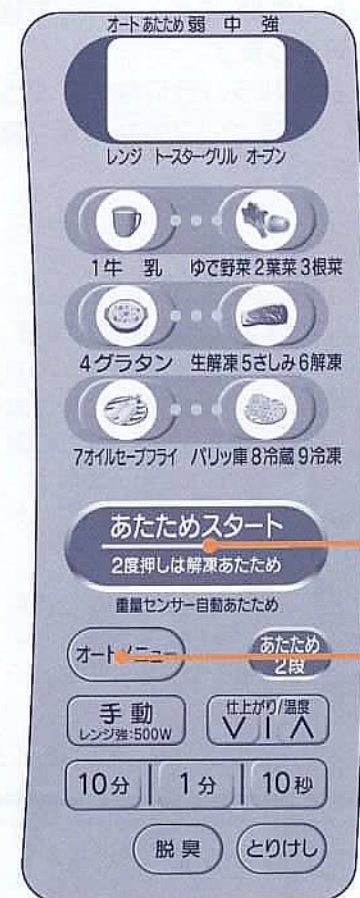 オートあたため 弱 中 強
レンジ トースターグリル オーブン
1牛 乳 ゆで野菜 2葉菜 3根菜
4グラタン 生解凍 5さしみ 6解凍
7オイルセーブフライ パリッ庫 8冷蔵 9冷凍
あたためスタート
2度押しは解凍あたため
重量センサー自動あたため
オートメニュー
あたため
2段
手動
レンジ強:500W
仕上がり/温度
10分 1分 10秒
脱臭 とりけし